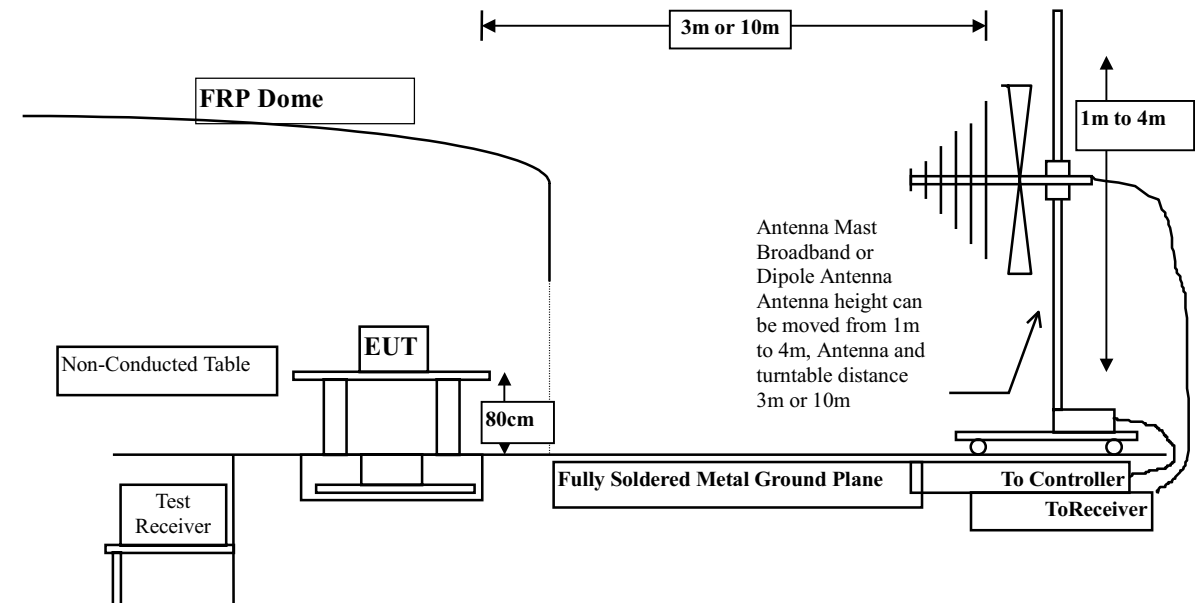 3m or 10m
FRP Dome
1m to 4m
Antenna Mast
Broadband or
Dipole Antenna
Antenna height can
be moved from 1m
to 4m, Antenna and
turntable distance
3m or 10m
EUT
Non-Conducted Table
80cm
Fully Soldered Metal Ground Plane
To Controller
ToReceiver
Test
Receiver